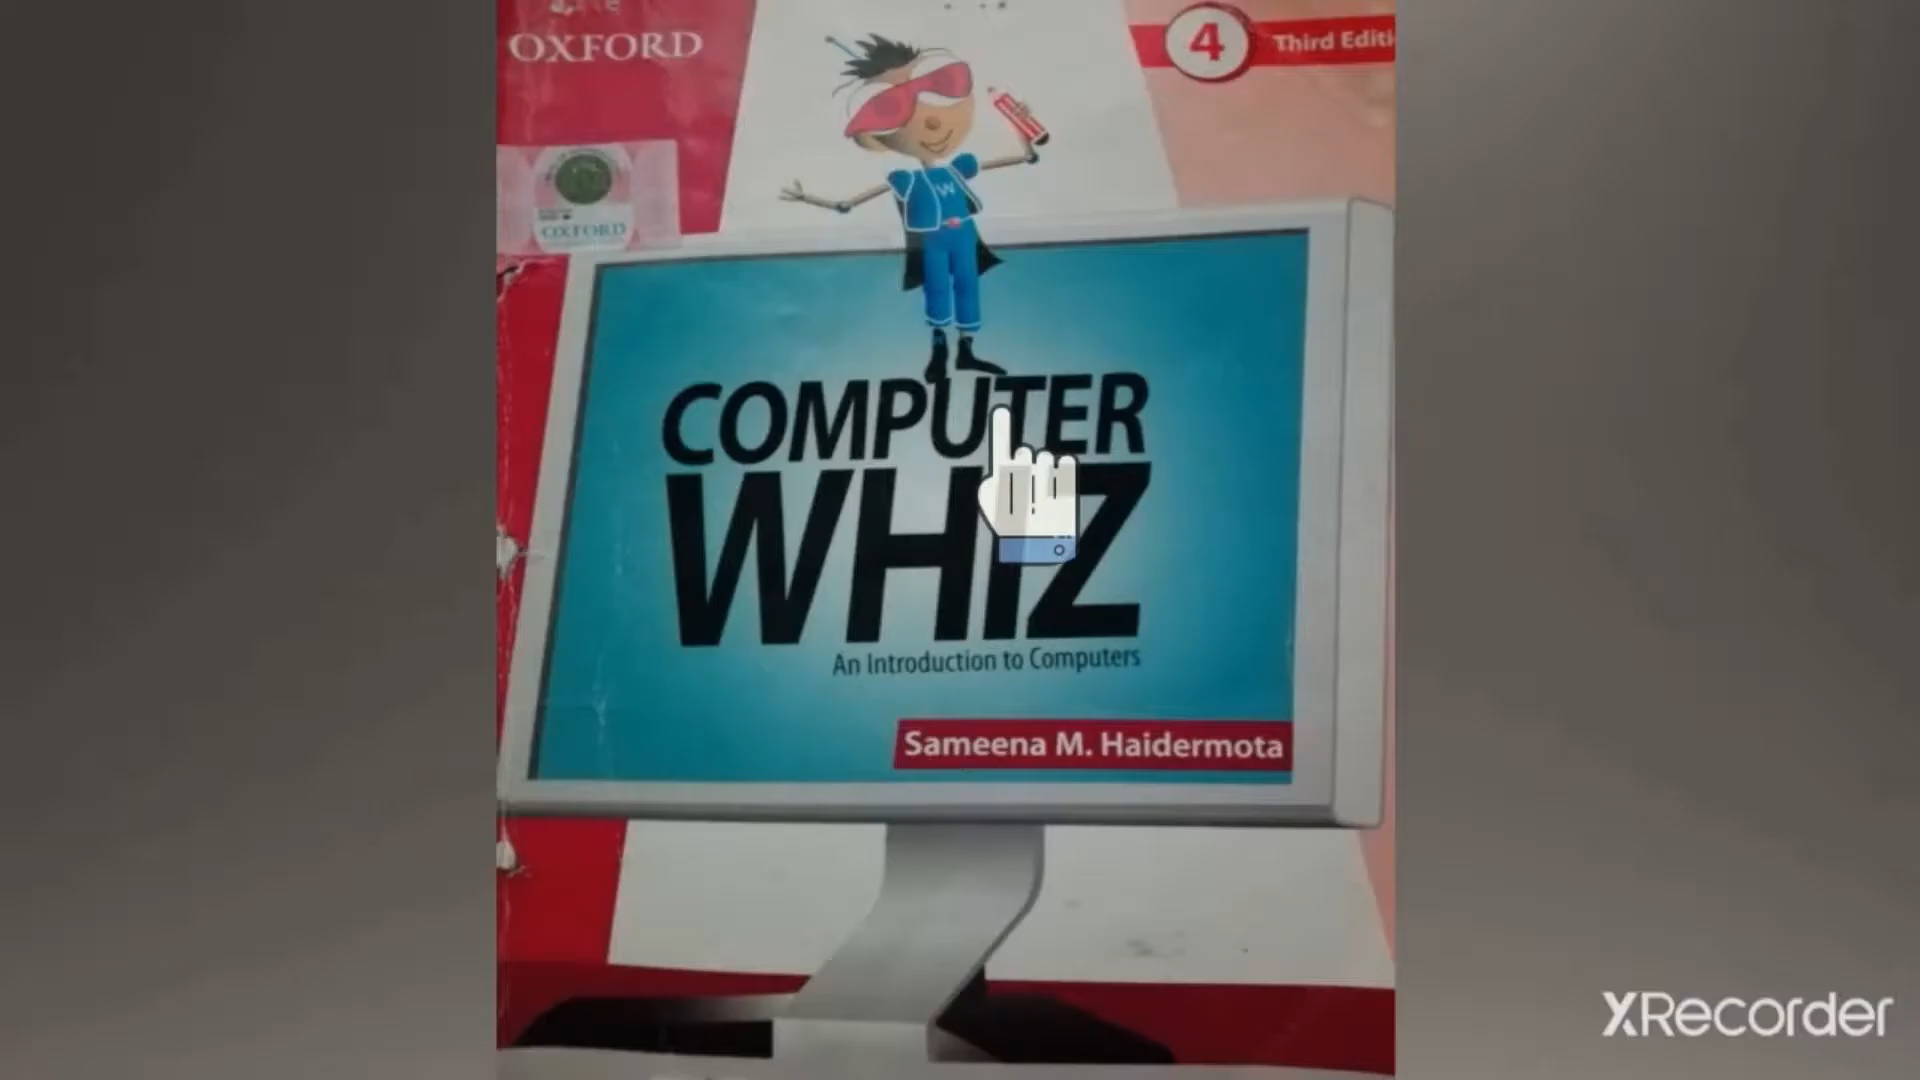 OXFORD
4
Third Editi
OXFORD
W
COMPUTER
WHIZ
An Introduction to Computers
Sameena M. Haidermota
XRecorder